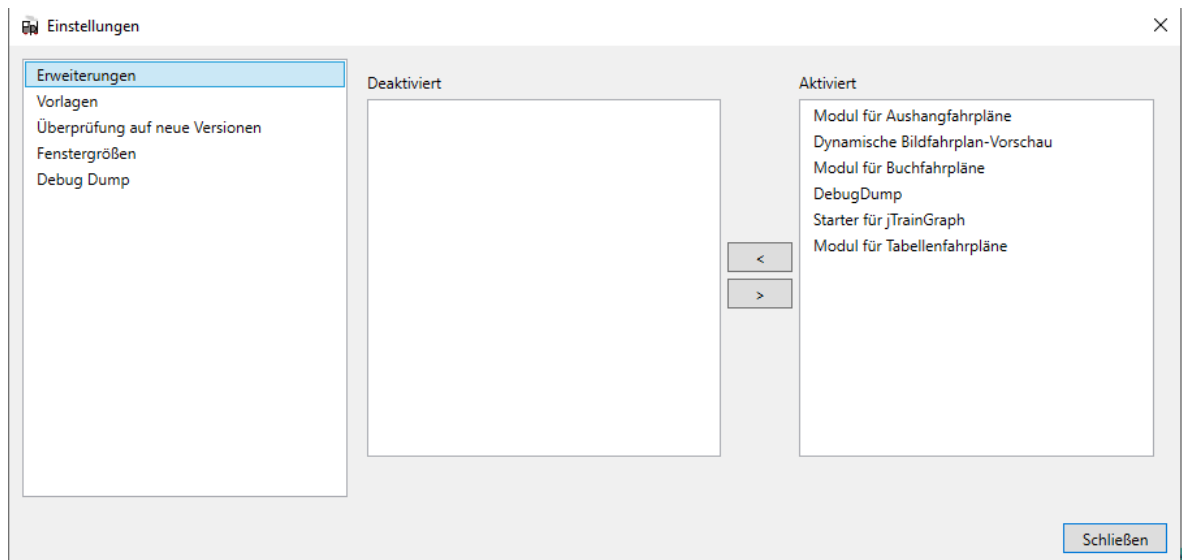 Einstellungen
Erweiterungen
Vorlagen
Überprüfung auf neue Versionen
Fenstergrößen
Debug Dump
Deaktiviert
<
>
Aktiviert
Modul für Aushangfahrpläne
Dynamische Bildfahrplan-Vorschau
Modul für Buchfahrpläne
DebugDump
Starter für jTrainGraph
Modul für Tabellenfahrpläne
Schließen